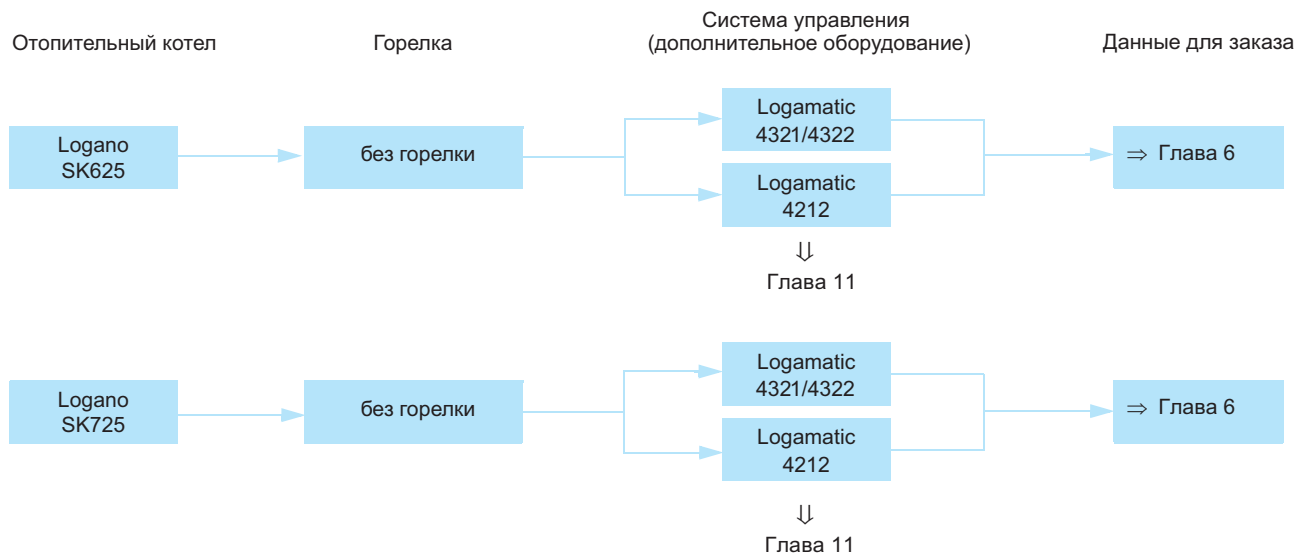 Отопительный котел
Горелка
Система управления
(дополнительное оборудование)
Данные для заказа
Logano
SK625
без горелки
Logamatic
4321/4322
Logamatic
4212
⇒ Глава 6
⇓
Глава 11
Logano
SK725
без горелки
Logamatic
4321/4322
Logamatic
4212
⇒ Глава 6
⇓
Глава 11